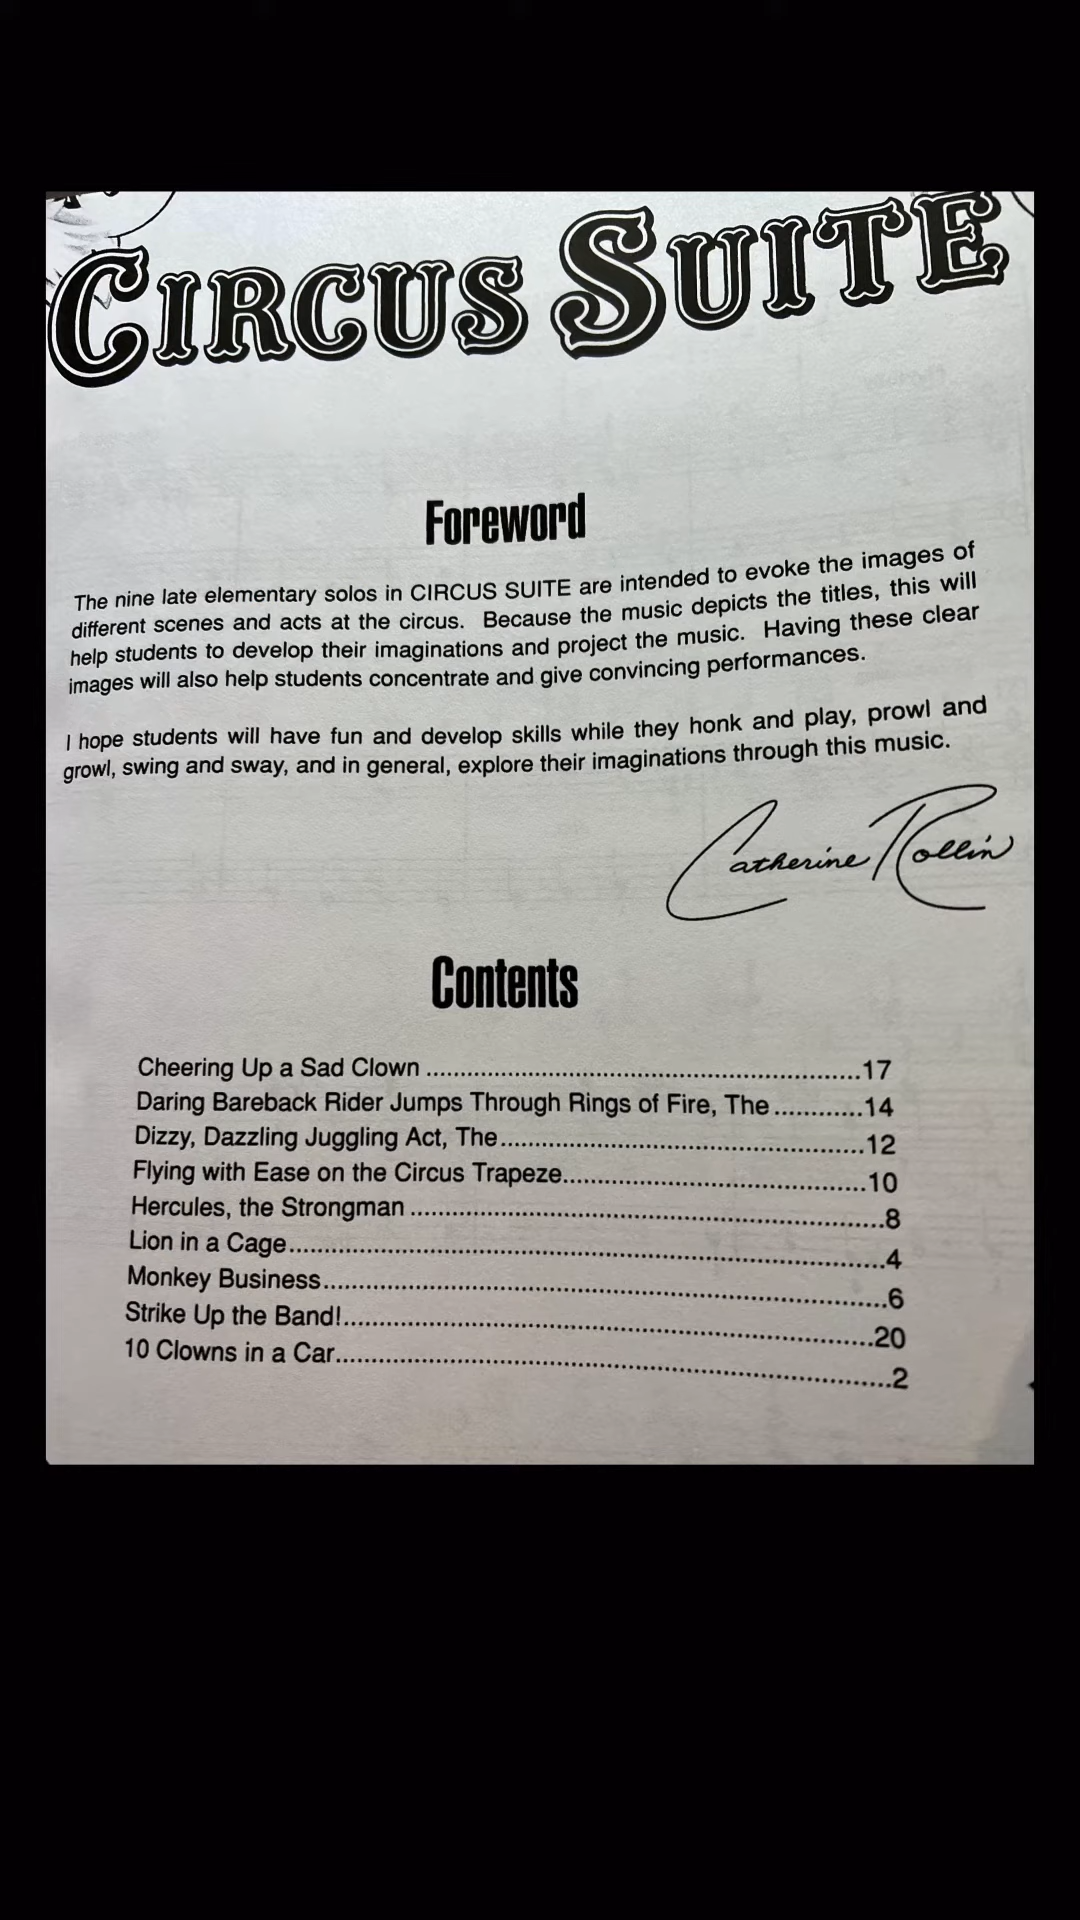 CIRCUS SUITE
Foreword
The nine late elementary solos in CIRCUS SUITE are intended to evoke the images of
different scenes and acts at the circus. Because the music depicts the titles, this will
help students to develop their imaginations and project the music. Having these clear
images will also help students concentrate and give convincing performances.
I hope students will have fun and develop skills while they honk and play, prowl and
growl, swing and sway, and in general, explore their imaginations through this music.
Catherine Rollin
Contents
Cheering Up a Sad Clown ............................................................17
Daring Bareback Rider Jumps Through Rings of Fire, The ............14
Dizzy, Dazzling Juggling Act, The ..................................................12
Flying with Ease on the Circus Trapeze..........................................10
Hercules, the Strongman ................................................................8
Lion in a Cage..................................................................................4
Monkey Business.............................................................................6
Strike Up the Band!.........................................................................20
10 Clowns in a Car............................................................................2